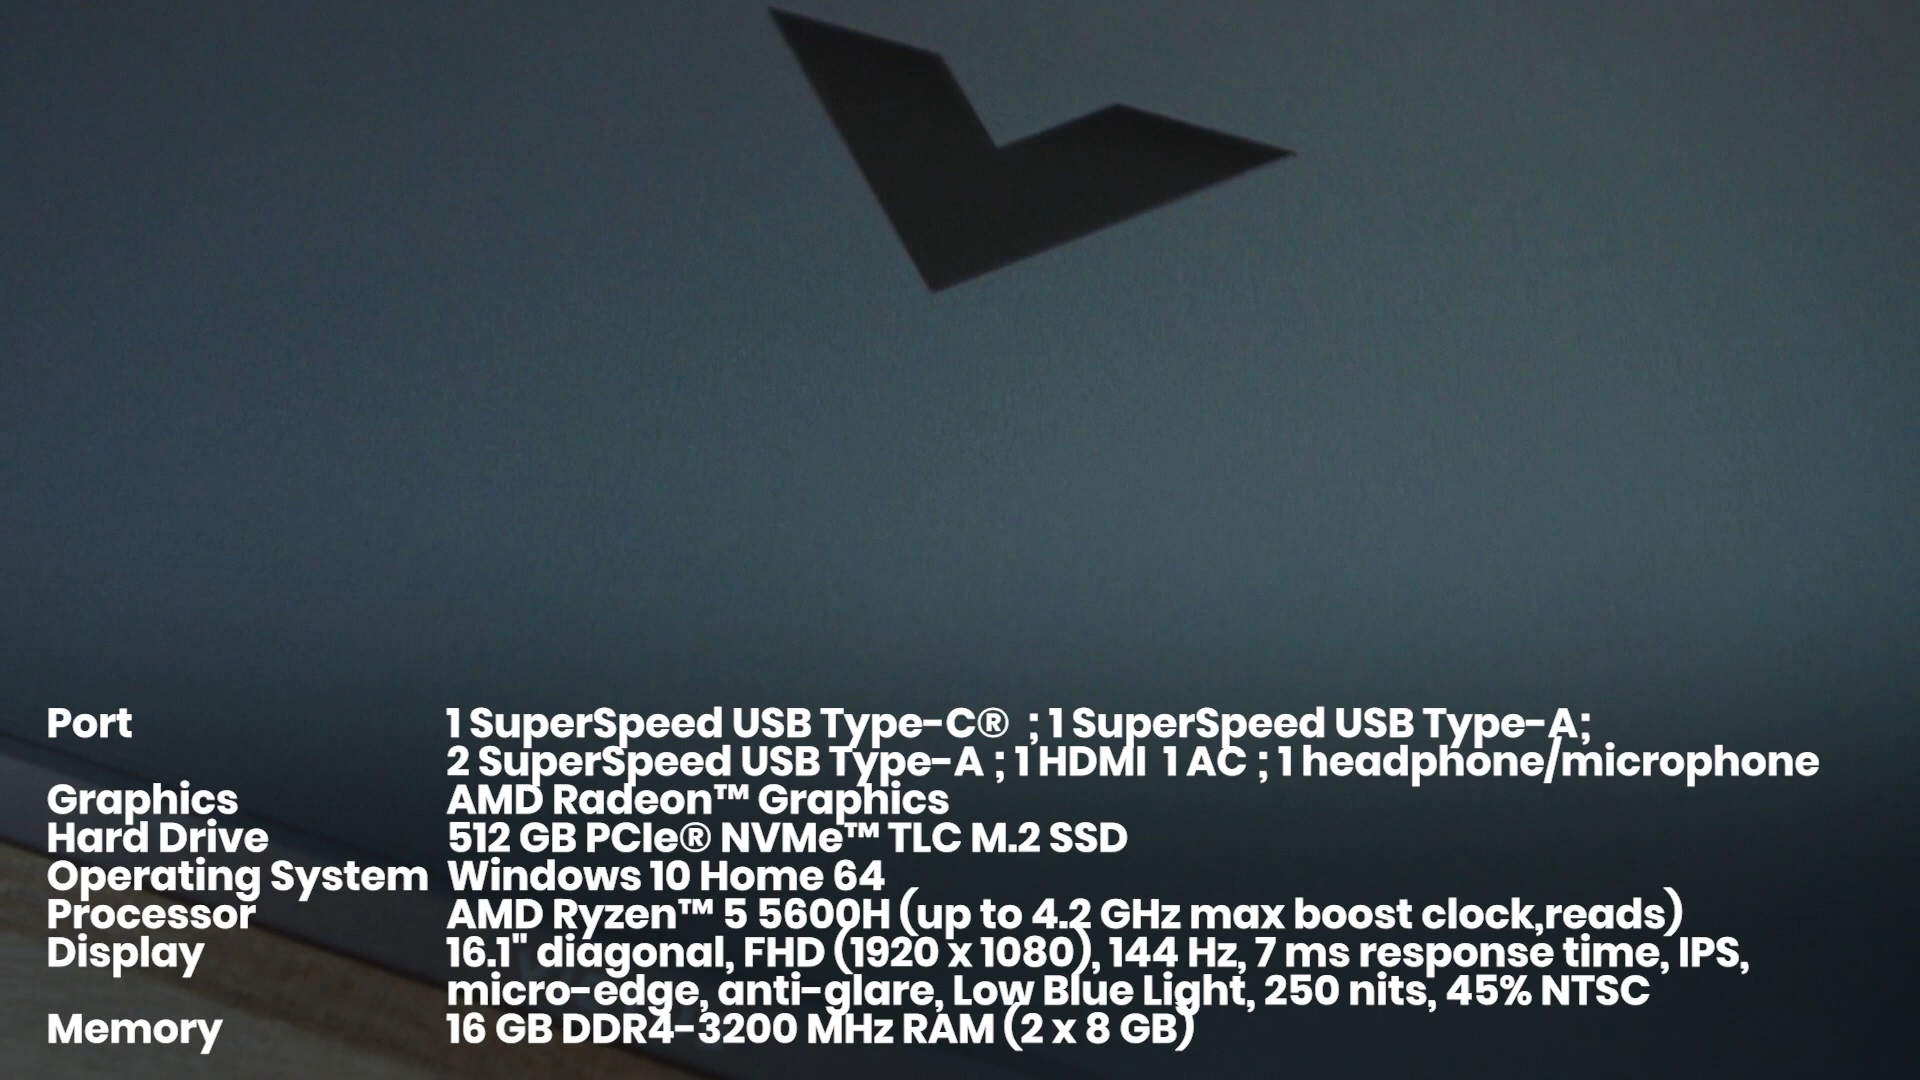 Port 1 SuperSpeed USB Type-C® ; 1 SuperSpeed USB Type-A;
2 SuperSpeed USB Type-A ; 1 HDMI 1 AC ; 1 headphone/microphone
Graphics AMD Radeon™ Graphics
Hard Drive 512 GB PCIe® NVMe™ TLC M.2 SSD
Operating System Windows 10 Home 64
Processor AMD Ryzen™ 5 5600H (up to 4.2 GHz max boost clock,reads)
Display 16.1" diagonal, FHD (1920 x 1080), 144 Hz, 7 ms response time, IPS,
micro-edge, anti-glare, Low Blue Light, 250 nits, 45% NTSC
Memory 16 GB DDR4-3200 MHz RAM (2 x 8 GB)